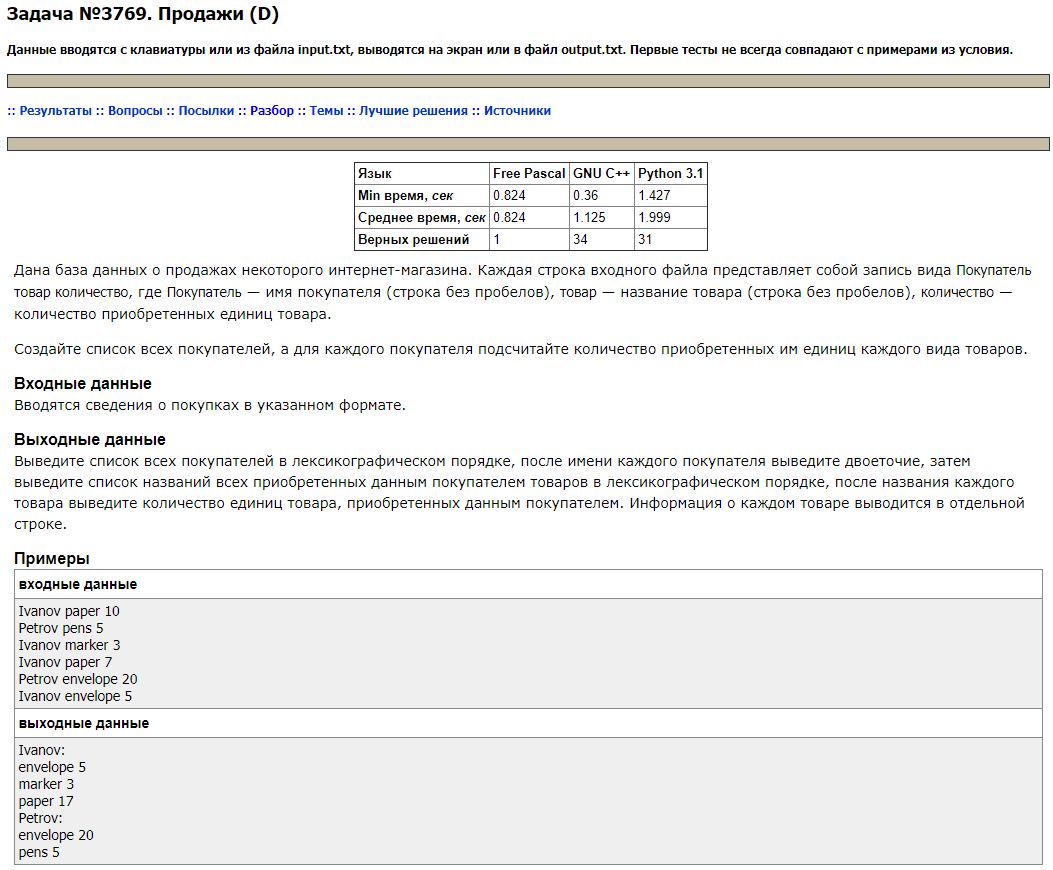 Задача №3769. Продажи (D)
Данные вводятся с клавиатуры или из файла input.txt, выводятся на экран или в файл output.txt. Первые тесты не всегда совпадают с примерами из условия.
:: Результаты :: Вопросы :: Посылки :: Разбор :: Темы :: Лучшие решения :: Источники
Язык Free Pascal GNU C++ Python 3.1
Min время, сек 0.824 0.36 1.427
Среднее время, сек 0.824 1.125 1.999
Верных решений 1 34 31
Дана база данных о продажах некоторого интернет-магазина. Каждая строка входного файла представляет собой запись вида Покупатель
товар количество, где Покупатель — имя покупателя (строка без пробелов), товар — название товара (строка без пробелов), количество —
количество приобретенных единиц товара.
Создайте список всех покупателей, а для каждого покупателя подсчитайте количество приобретенных им единиц каждого вида товаров.
Входные данные
Вводятся сведения о покупках в указанном формате.
Выходные данные
Выведите список всех покупателей в лексикографическом порядке, после имени каждого покупателя выведите двоеточие, затем
выведите список названий всех приобретенных данным покупателем товаров в лексикографическом порядке, после названия каждого
товара выведите количество единиц товара, приобретенных данным покупателем. Информация о каждом товаре выводится в отдельной
строке.
Примеры
входные данные
Ivanov paper 10
Petrov pens 5
Ivanov marker 3
Ivanov paper 7
Petrov envelope 20
Ivanov envelope 5
выходные данные
Ivanov:
envelope 5
marker 3
paper 17
Petrov:
envelope 20
pens 5